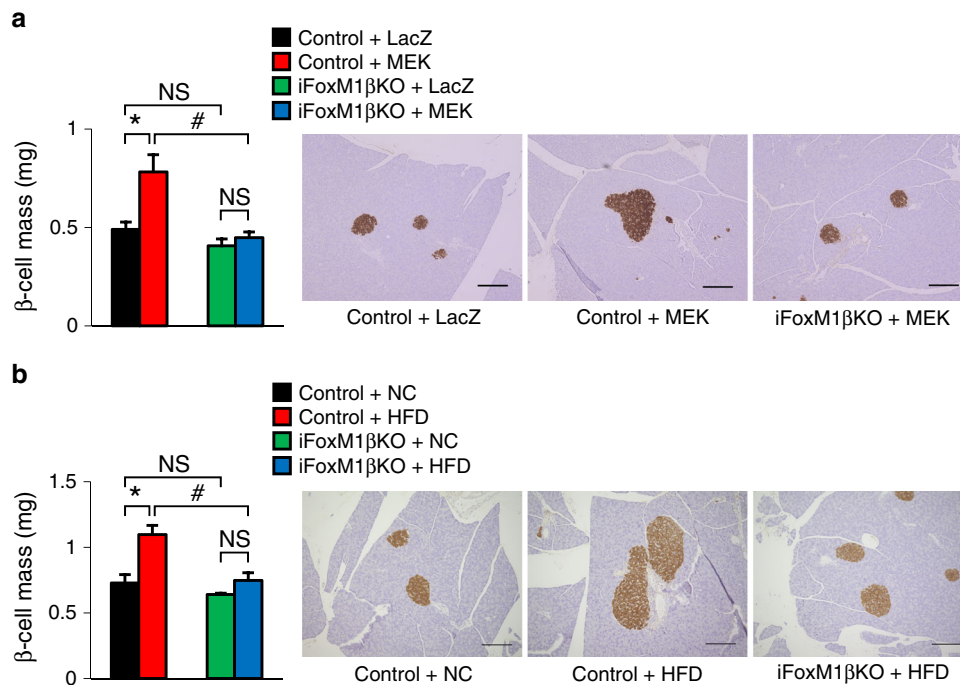 a
Control + LacZ
Control + MEK
iFoxM1βKO + LacZ
iFoxM1βKO + MEK
NS
* #
NS
β-cell mass (mg)
1
0.5
0
Control + LacZ Control + MEK iFoxM1βKO + MEK
b
Control + NC
Control + HFD
iFoxM1βKO + NC
iFoxM1βKO + HFD
NS
* #
NS
β-cell mass (mg)
1.5
1
0.5
0
Control + NC Control + HFD iFoxM1βKO + HFD